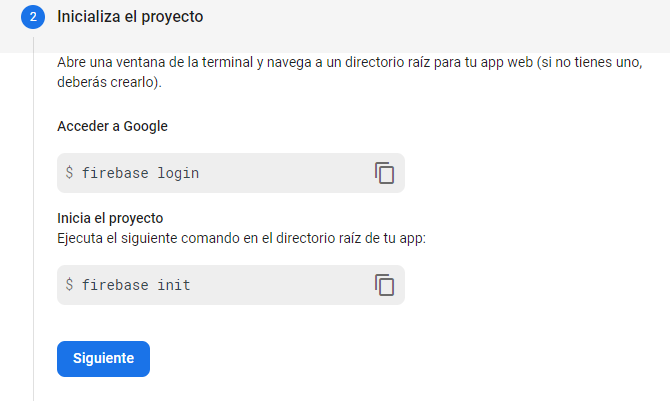 2 Inicializa el proyecto
Abre una ventana de la terminal y navega a un directorio raíz para tu app web (si no tienes uno,
deberás crearlo).
Acceder a Google
$ firebase login
Inicia el proyecto
Ejecuta el siguiente comando en el directorio raíz de tu app:
$ firebase init
Siguiente